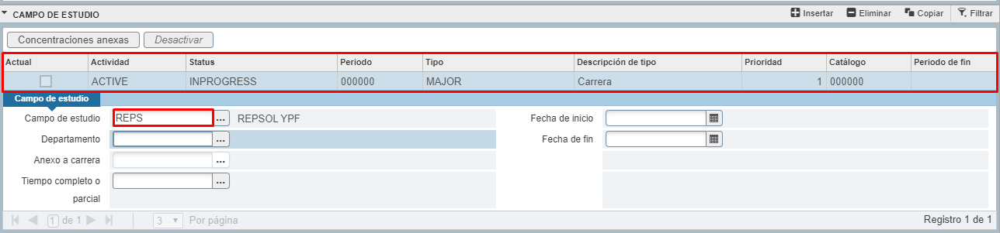 CAMPO DE ESTUDIO Insertar Eliminar Copiar Filtrar
Concentraciones anexas Desactivar
Actual Actividad Status Periodo Tipo Descripción de tipo Prioridad Catálogo Periodo de fin
ACTIVE INPROGRESS 000000 MAJOR Carrera 1 000000
Campo de estudio
Campo de estudio REPS ... REPSOL YPF Fecha de inicio
Departamento ... Fecha de fin
Anexo a carrera ...
Tiempo completo o ...
parcial
1 de 1 3 Por página Registro 1 de 1